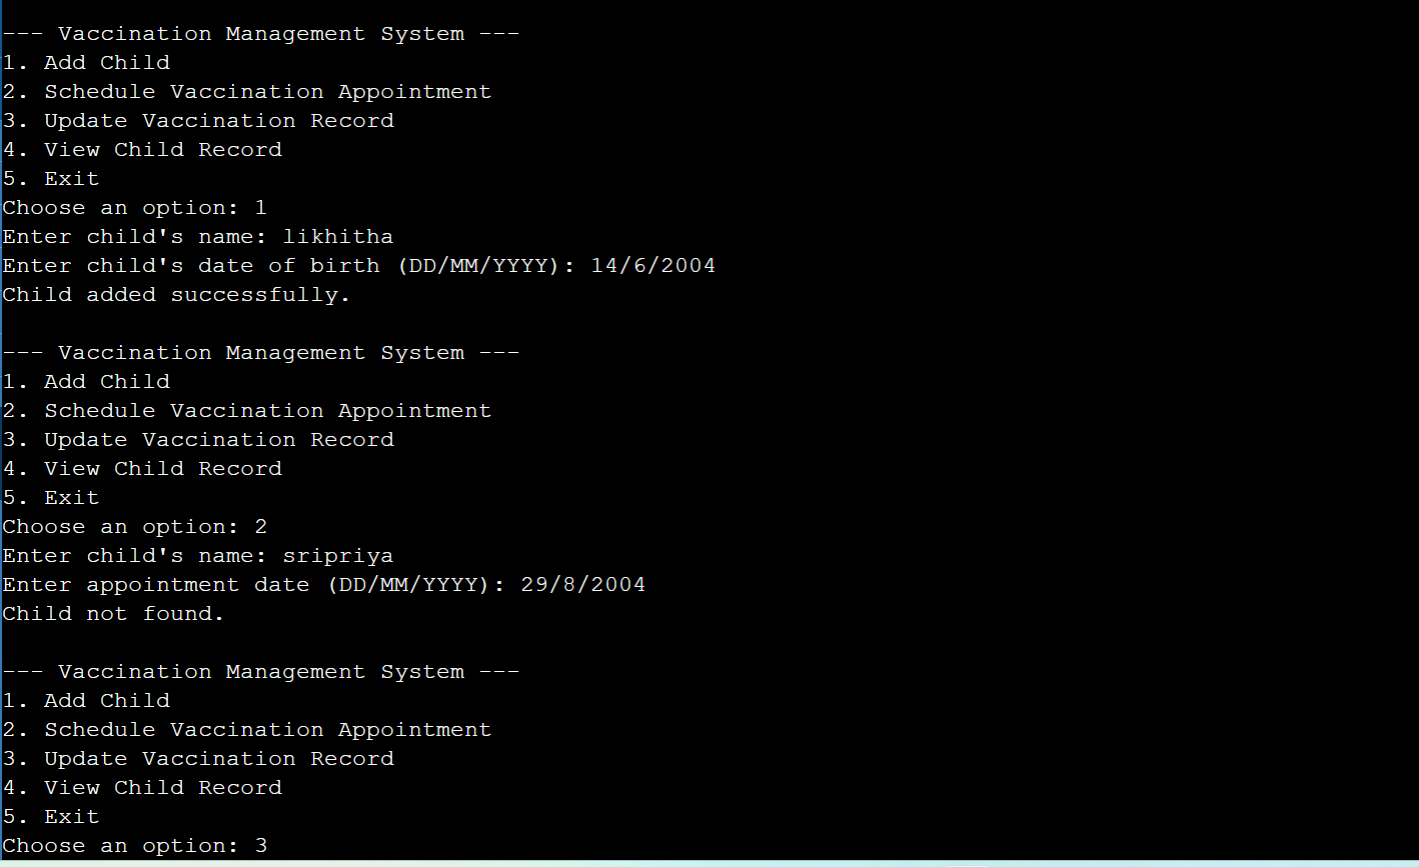 --- Vaccination Management System ---
1. Add Child
2. Schedule Vaccination Appointment
3. Update Vaccination Record
4. View Child Record
5. Exit
Choose an option: 1
Enter child's name: likhitha
Enter child's date of birth (DD/MM/YYYY): 14/6/2004
Child added successfully.

--- Vaccination Management System ---
1. Add Child
2. Schedule Vaccination Appointment
3. Update Vaccination Record
4. View Child Record
5. Exit
Choose an option: 2
Enter child's name: sripriya
Enter appointment date (DD/MM/YYYY): 29/8/2004
Child not found.

--- Vaccination Management System ---
1. Add Child
2. Schedule Vaccination Appointment
3. Update Vaccination Record
4. View Child Record
5. Exit
Choose an option: 3